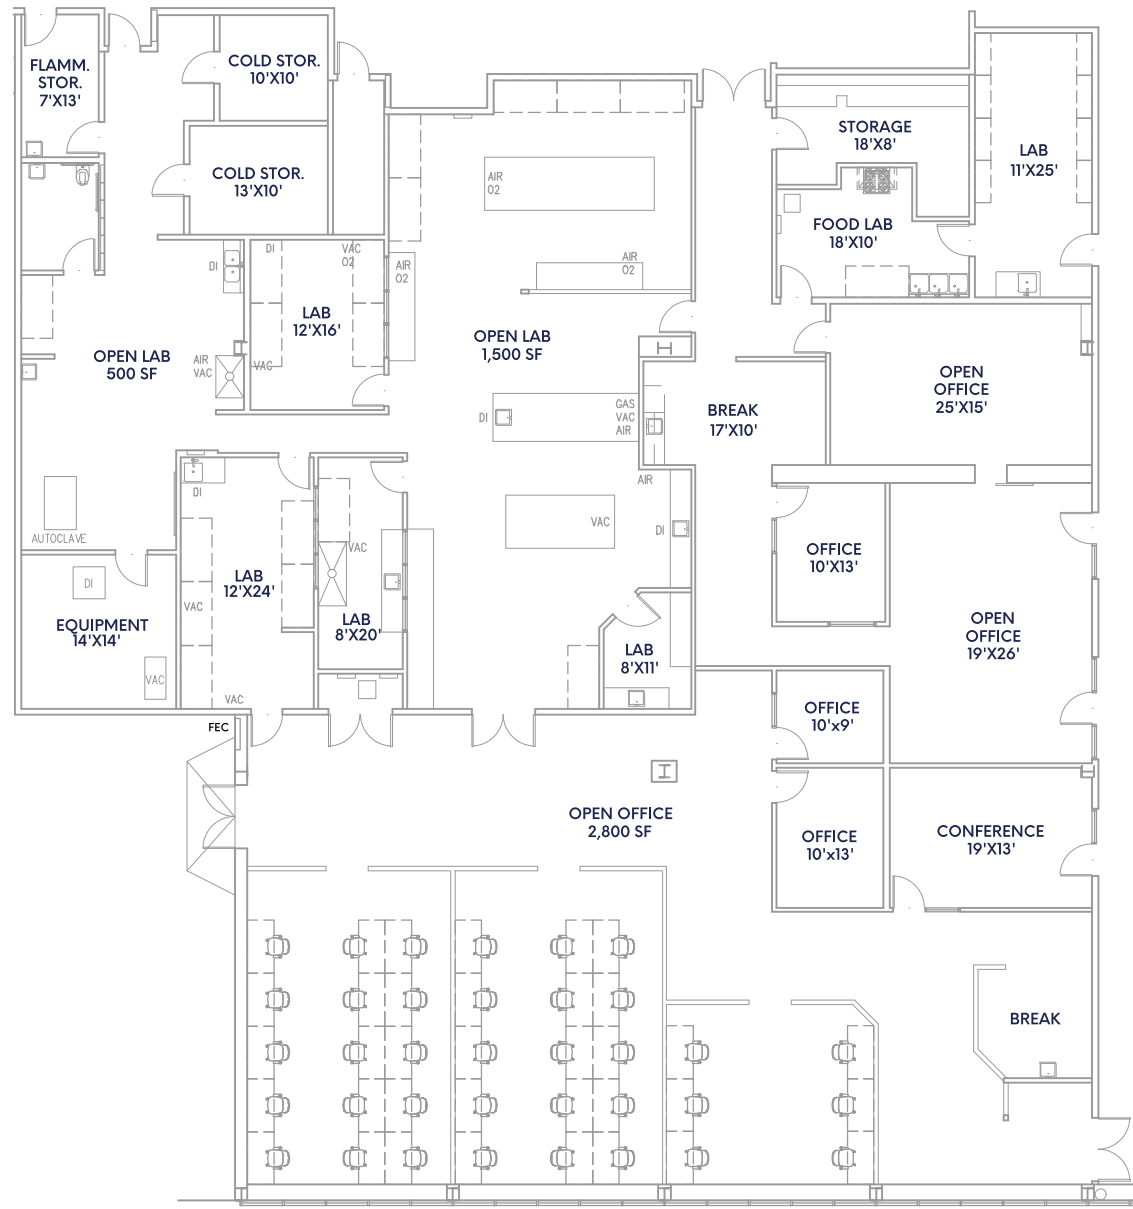 FLAMM.
STOR.
7'X13'
COLD STOR.
10'X10'
COLD STOR.
13'X10'
AIR
O2
STORAGE
18'X8'
LAB
11'X25'
FOOD LAB
18'X10'
DI
DI
VAC
O2
AIR
O2
AIR
O2
LAB
12'X16'
OPEN LAB
1,500 SF
OPEN LAB
500 SF
AIR
VAC
VAC
OPEN
OFFICE
25'X15'
BREAK
17'X10'
DI
GAS
VAC
AIR
AIR
DI
AUTOCLAVE
VAC
DI
VAC
OFFICE
10'X13'
DI
LAB
12'X24'
VAC
EQUIPMENT
14'X14'
LAB
8'X20'
LAB
8'X11'
OPEN
OFFICE
19'X26'
VAC
VAC
OFFICE
10'x9'
FEC
OPEN OFFICE
2,800 SF
OFFICE
10'x13'
CONFERENCE
19'X13'
BREAK